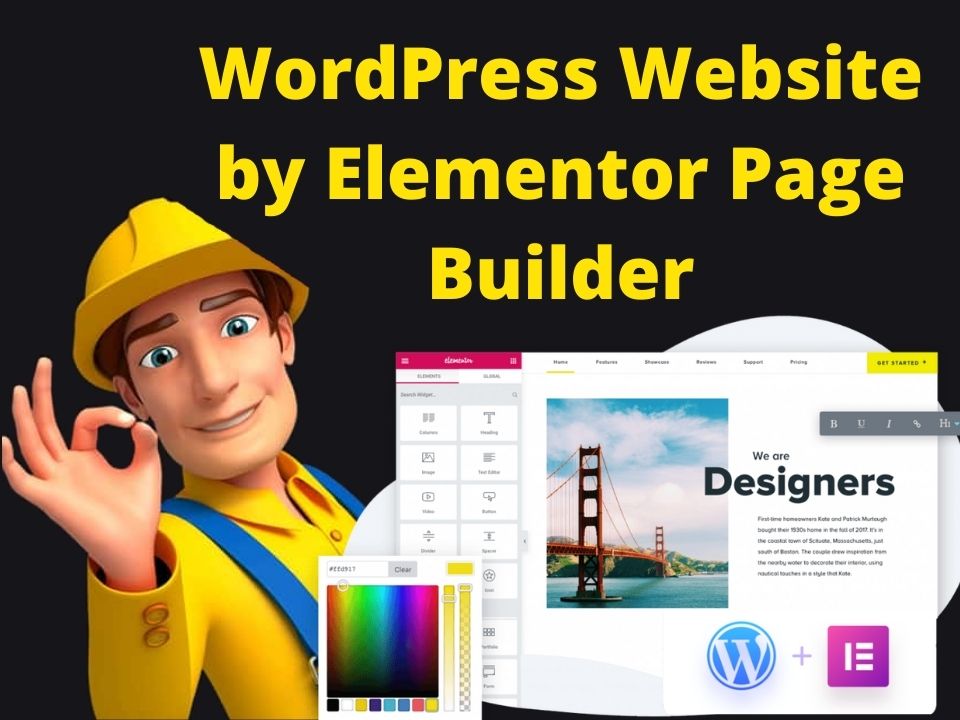 WordPress Website
by Elementor Page
Builder
elementor
ELEMENTS GLOBAL
Search Widget...
Columns Heading
Image Text Editor
Video Button
Divider Spacer
Icon
Portfolio
Form
Home Features Showcase Reviews Support Pricing GET STARTED
B U I Hi
We are
Designers
First-time homeowners Kate and Patrick Murtaugh
bought their 1930s home in the fall of 2017. It's in
the coastal town of Scituate, Massachusetts, just
south of Boston. The couple drew inspiration from
the nearby water to decorate their interior, using
nautical touches in a style that Kate.
#ffd917 Clear